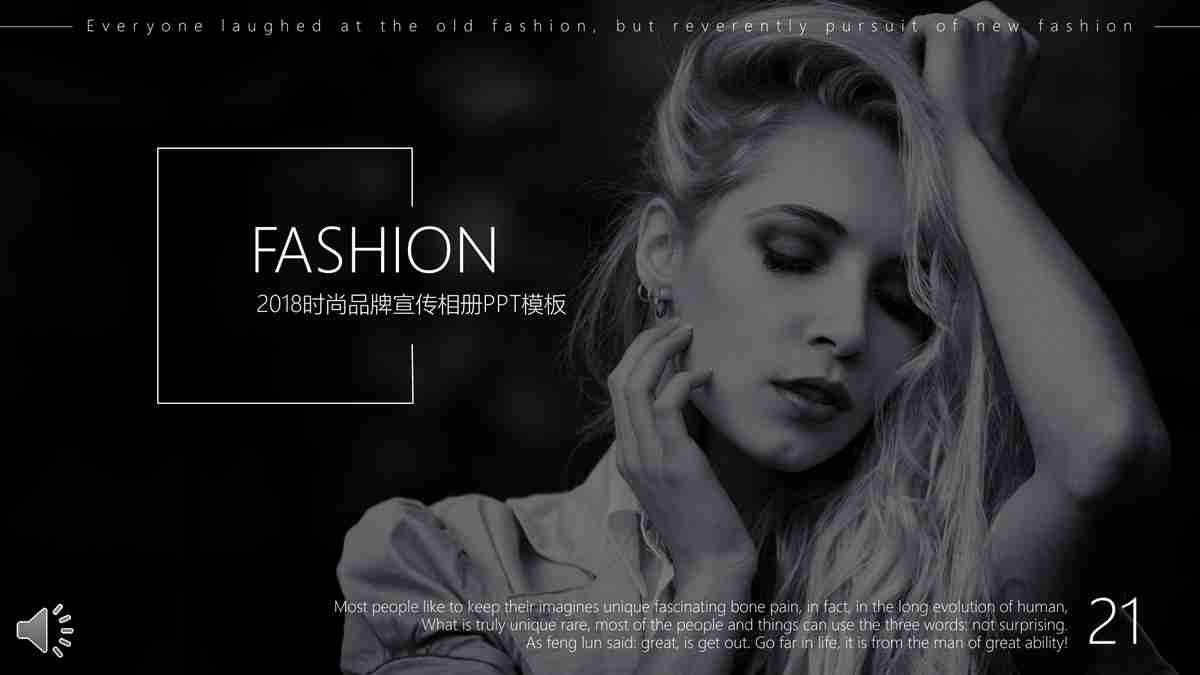 Everyone laughed at the old fashion, but reverently pursuit of new fashion
FASHION
2018时尚品牌宣传相册PPT模板
Most people like to keep their imagines unique fascinating bone pain, in fact, in the long evolution of human,
What is truly unique rare, most of the people and things can use the three words: not surprising.
As feng lun said: great, is get out. Go far in life, it is from the man of great ability!
21